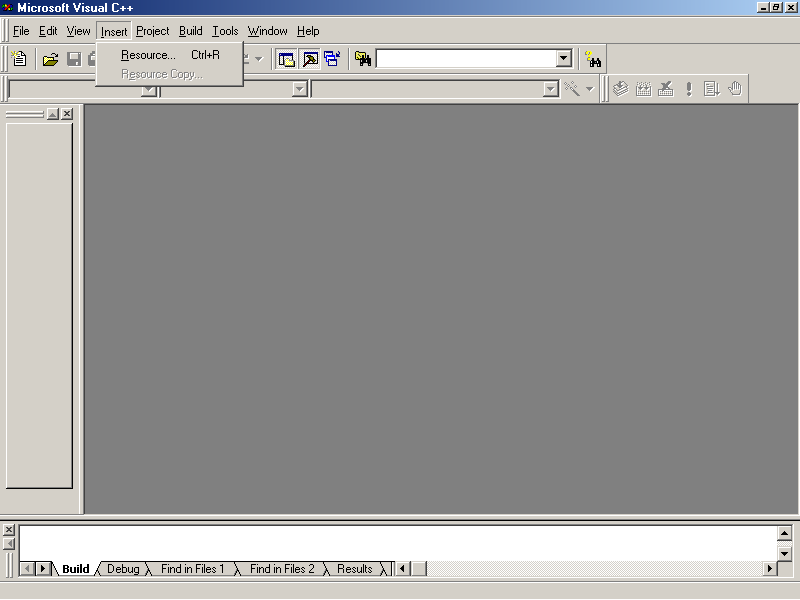 Microsoft Visual C++
File Edit View Insert Project Build Tools Window Help
Resource... Ctrl+R
Resource Copy...
Build Debug Find in Files 1 Find in Files 2 Results